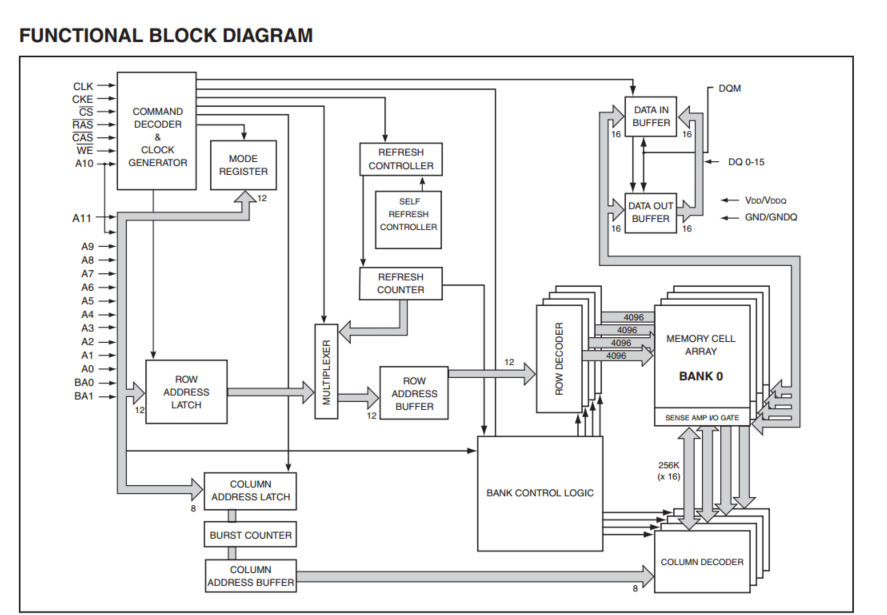 FUNCTIONAL BLOCK DIAGRAM
CLK
CKE
CS
RAS
CAS
WE
A10
A11
A9
A8
A7
A6
A5
A4
A3
A2
A1
A0
BA0
BA1
COMMAND
DECODER
&
CLOCK
GENERATOR
MODE
REGISTER
12
REFRESH
CONTROLLER
SELF
REFRESH
CONTROLLER
REFRESH
COUNTER
DATA IN
BUFFER
16
16
DQM
DQ 0-15
DATA OUT
BUFFER
16
16
VDD/VDDQ
GND/GNDQ
12
ROW
ADDRESS
LATCH
MULTIPLEXER
12
ROW
ADDRESS
BUFFER
12
ROW DECODER
4096
4096
4096
4096
MEMORY CELL
ARRAY
BANK 0
SENSE AMP I/O GATE
256K
(x 16)
8
COLUMN
ADDRESS LATCH
BURST COUNTER
COLUMN
ADDRESS BUFFER
BANK CONTROL LOGIC
8
COLUMN DECODER